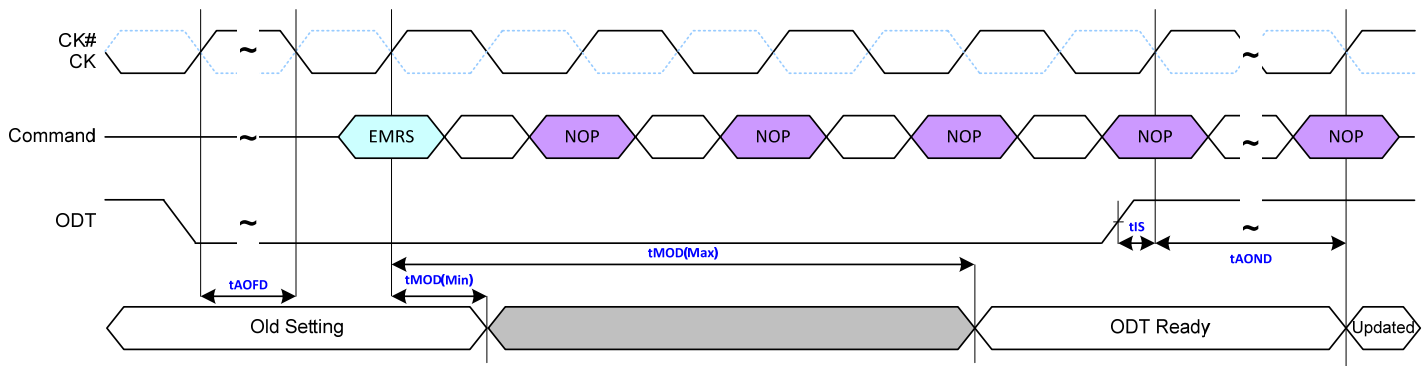 CK#
CK
~ ~
Command ~ EMRS NOP NOP NOP NOP ~ NOP
ODT ~ ~
tIS
tMOD(Max)
tAOND
tMOD(Min)
tAOFD
Old Setting ODT Ready Updated